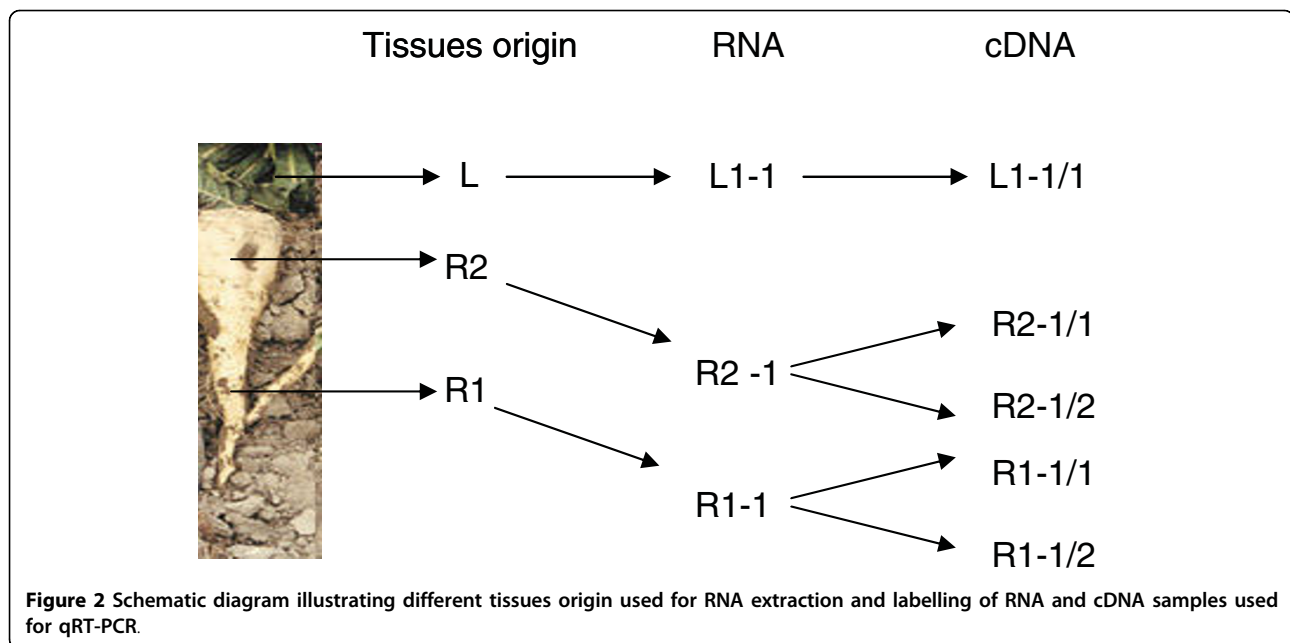 Tissues origin RNA cDNA
L L1-1 L1-1/1
R2
R2-1/1
R2 -1
R1
R2-1/2
R1-1/1
R1-1
R1-1/2
Figure 2 Schematic diagram illustrating different tissues origin used for RNA extraction and labelling of RNA and cDNA samples used
for qRT-PCR.